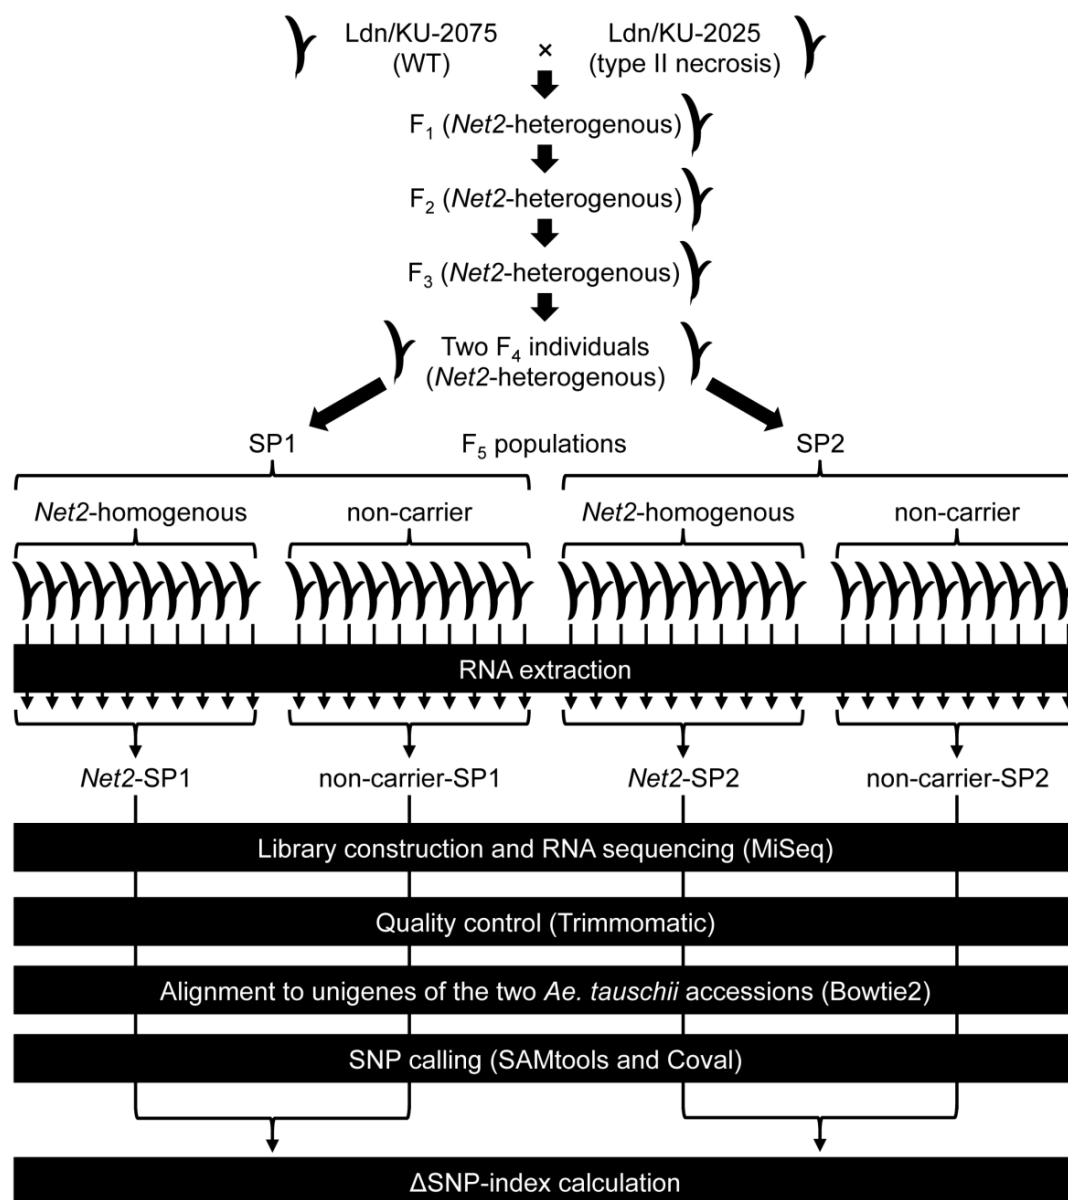 Ldn/KU-2075
(WT)
×
Ldn/KU-2025
(type II necrosis)
F₁ (Net2-heterogenous)
F₂ (Net2-heterogenous)
F₃ (Net2-heterogenous)
Two F₄ individuals
(Net2-heterogenous)
SP1
F₅ populations
SP2
Net2-homogenous
non-carrier
Net2-homogenous
non-carrier
RNA extraction
Net2-SP1
non-carrier-SP1
Net2-SP2
non-carrier-SP2
Library construction and RNA sequencing (MiSeq)
Quality control (Trimmomatic)
Alignment to unigenes of the two Ae. tauschii accessions (Bowtie2)
SNP calling (SAMtools and Coval)
ΔSNP-index calculation